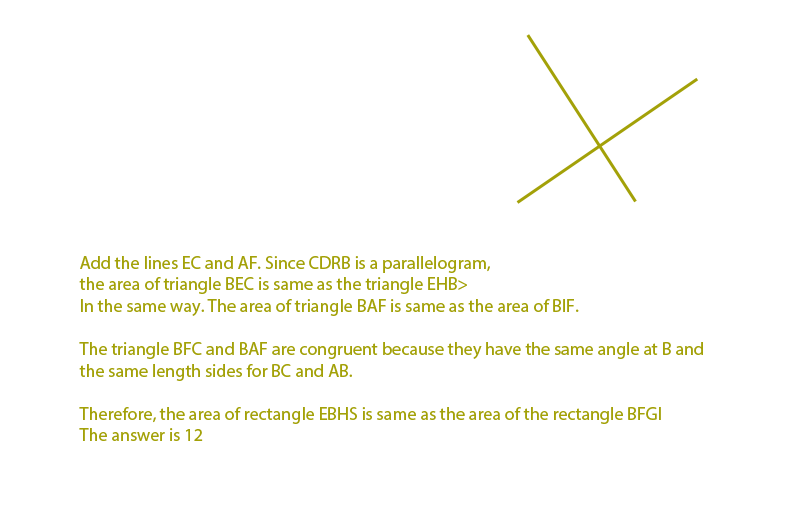 Add the lines EC and AF. Since CDRB is a parallelogram,
the area of triangle BEC is same as the triangle EHB>
In the same way. The area of triangle BAF is same as the area of BIF.
The triangle BFC and BAF are congruent because they have the same angle at B and
the same length sides for BC and AB.
Therefore, the area of rectangle EBHS is same as the area of the rectangle BFGI
The answer is 12